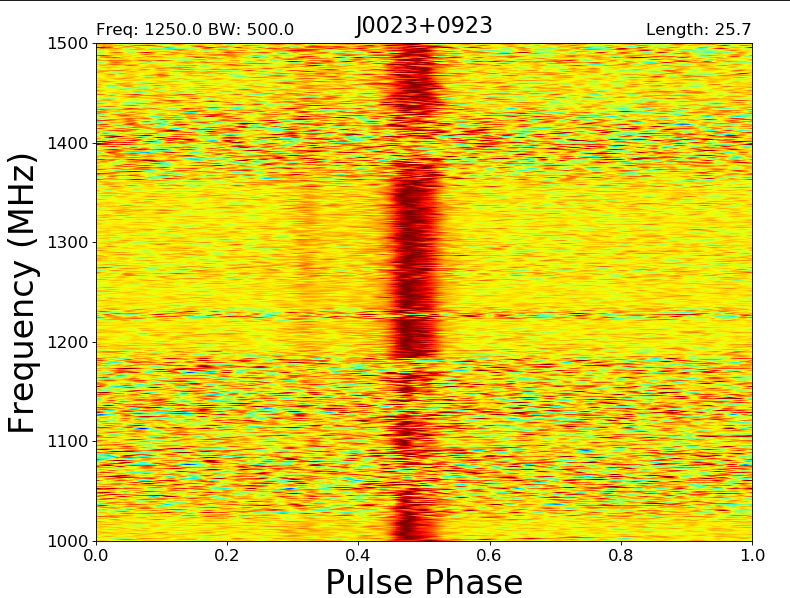 Freq: 1250.0 BW: 500.0
J0023+0923
Length: 25.7
Frequency (MHz)
1500
1400
1300
1200
1100
1000
0.0 0.2 0.4 0.6 0.8 1.0
Pulse Phase